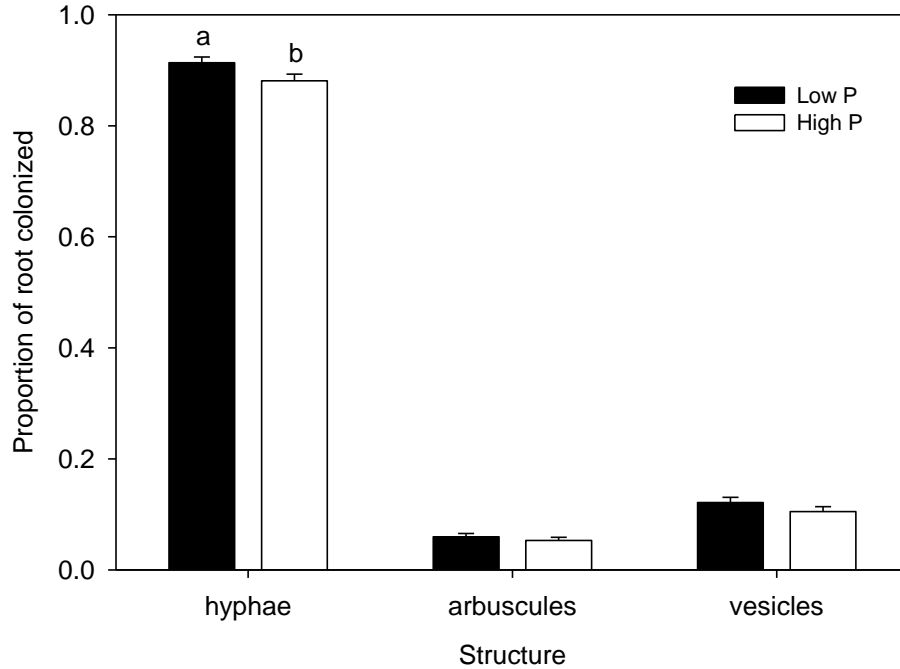 1.0
a
b
Low P
High P
0.8
0.6
0.4
0.2
0.0
Proportion of root colonized
hyphae arbuscules vesicles
Structure